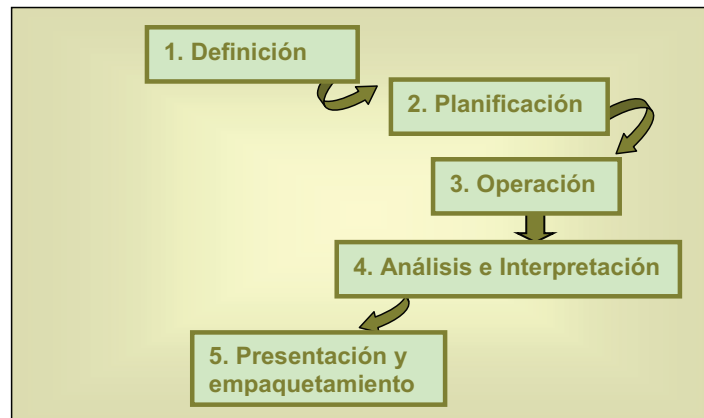 1. Definición
2. Planificación
3. Operación
4. Análisis e Interpretación
5. Presentación y
empaquetamiento